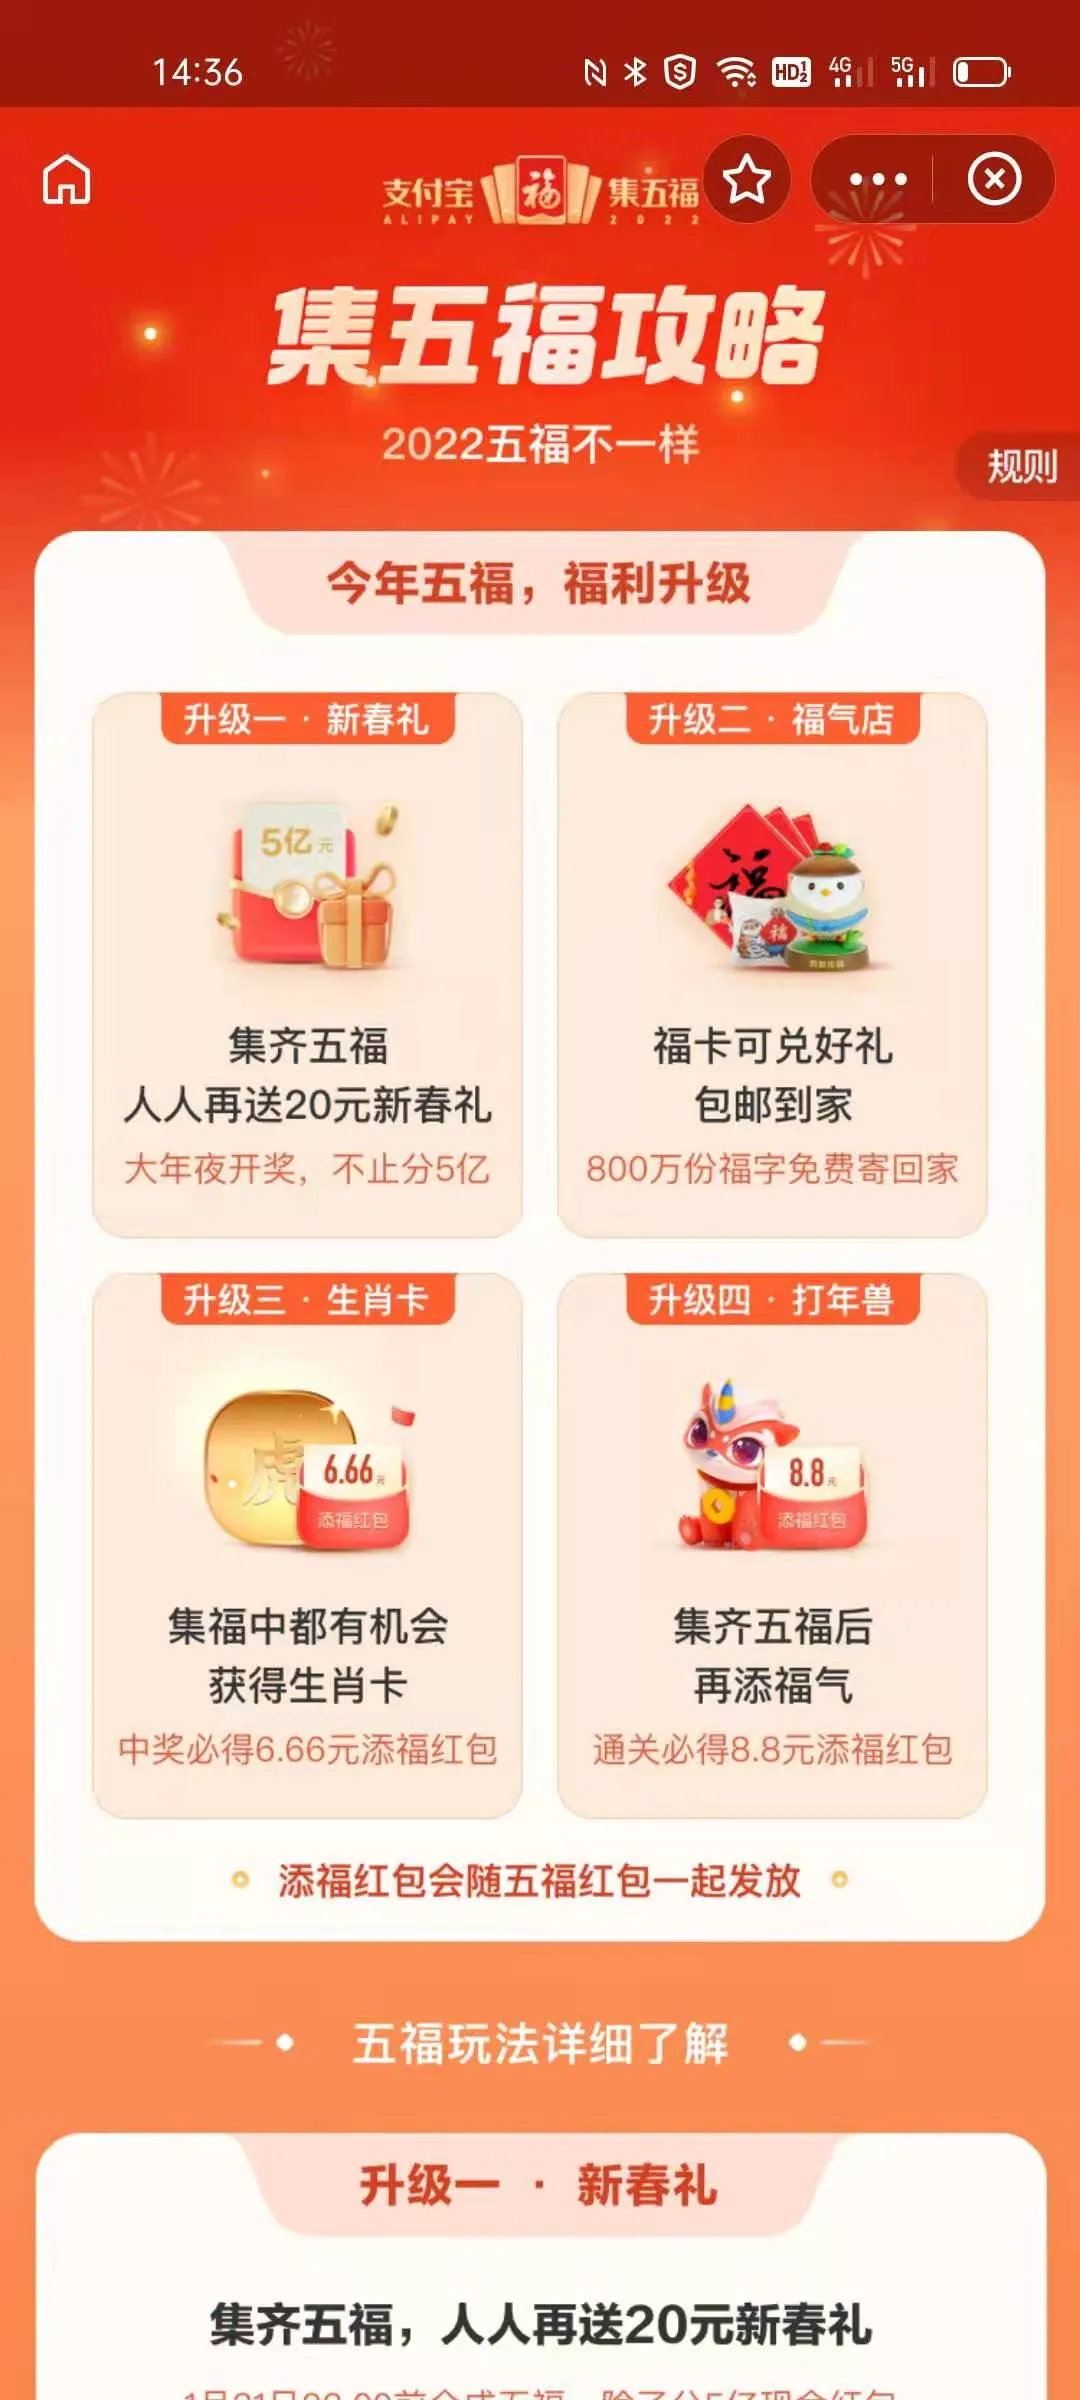 14:36
HD
4G
5G
支付宝
ALIPAY
福
集五福
2022
集五福攻略
2022五福不一样
规则
今年五福，福利升级
升级一 · 新春礼
5亿元
集齐五福
人人再送20元新春礼
大年夜开奖，不止分5亿
升级二 · 福气店
福
福
福卡可兑好礼
包邮到家
800万份福字免费寄回家
升级三 · 生肖卡
虎
6.66元
添福红包
集福中都有机会
获得生肖卡
中奖必得6.66元添福红包
升级四 · 打年兽
8.8元
添福红包
集齐五福后
再添福气
通关必得8.8元添福红包
添福红包会随五福红包一起发放
五福玩法详细了解
升级一 · 新春礼
集齐五福，人人再送20元新春礼